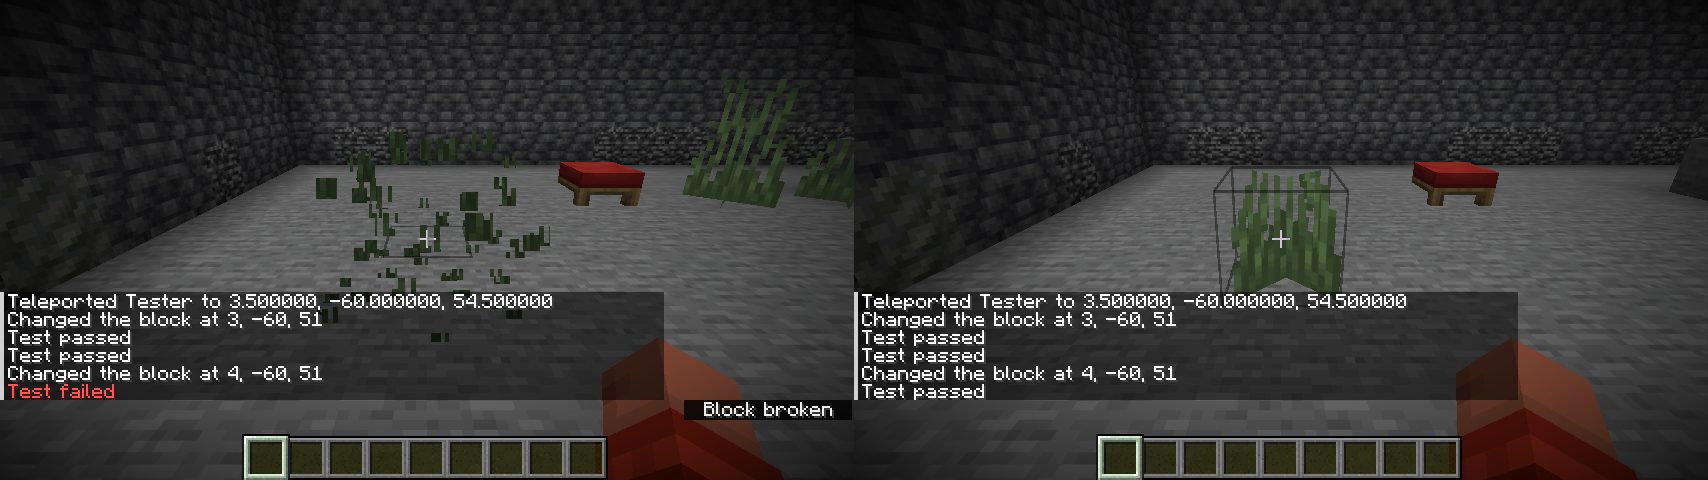 Teleported Tester to 3.500000, -60.000000, 54.500000
Changed the block at 3, -60, 51
Test passed
Test passed
Changed the block at 4, -60, 51
Test failed
Block broken
Teleported Tester to 3.500000, -60.000000, 54.500000
Changed the block at 3, -60, 51
Test passed
Test passed
Changed the block at 4, -60, 51
Test passed